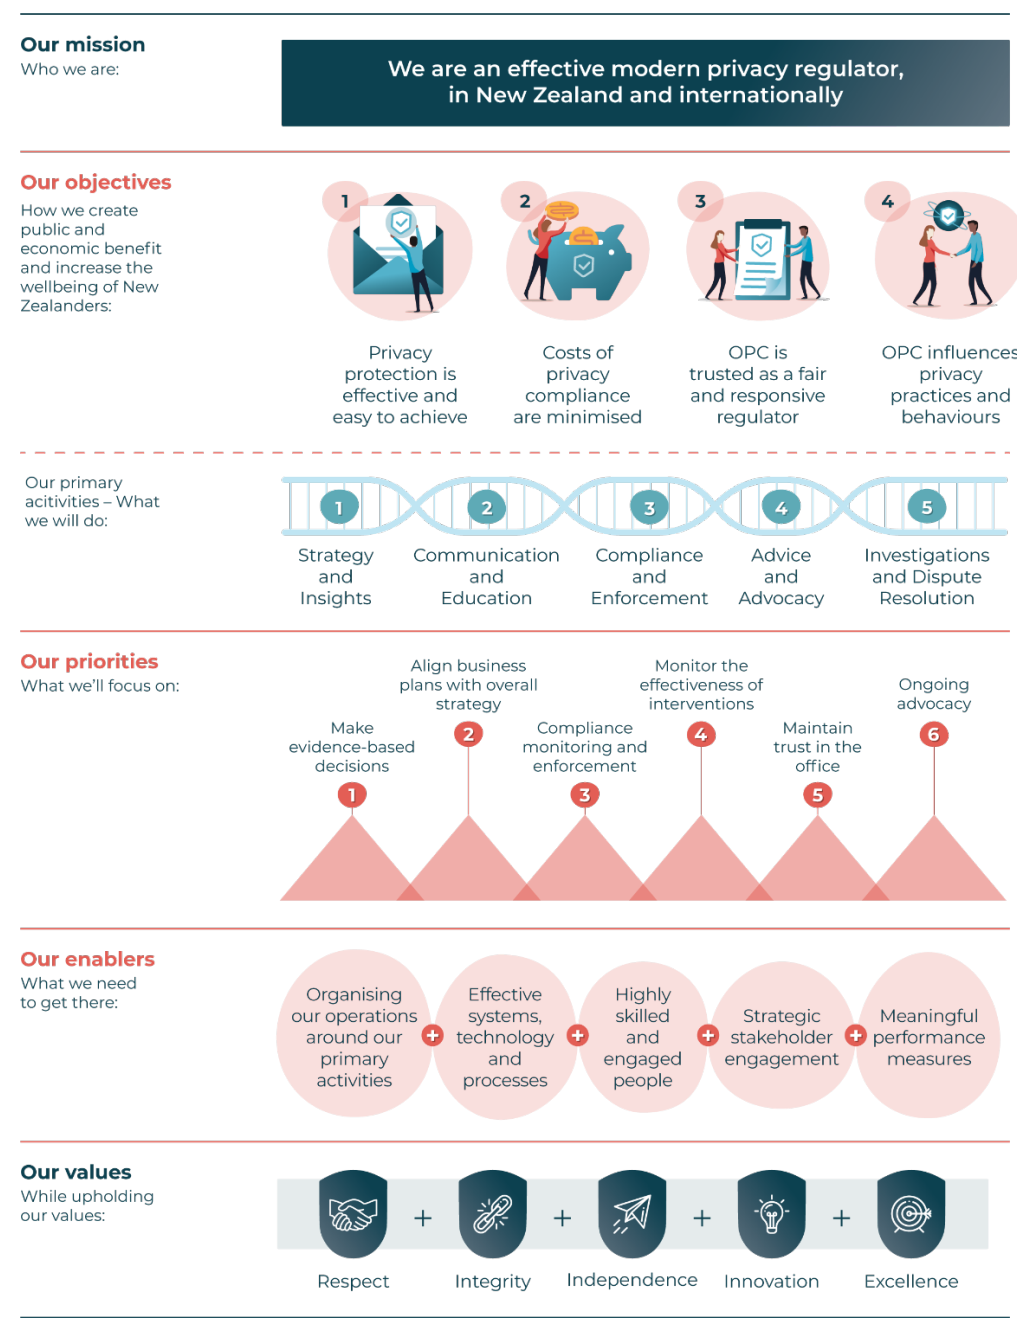 Our mission
Who we are:
We are an effective modern privacy regulator,
in New Zealand and internationally
Our objectives
How we create
public and
economic benefit
and increase the
wellbeing of New
Zealanders:
1
Privacy
protection is
effective and
easy to achieve
2
Costs of
privacy
compliance
are minimised
3
OPC is
trusted as a fair
and responsive
regulator
4
OPC influences
privacy
practices and
behaviours
Our primary
acitivities – What
we will do:
1
Strategy
and
Insights
2
Communication
and
Education
3
Compliance
and
Enforcement
4
Advice
and
Advocacy
5
Investigations
and Dispute
Resolution
Our priorities
What we'll focus on:
Make
evidence-based
decisions
1
Align business
plans with overall
strategy
2
Compliance
monitoring and
enforcement
3
Monitor the
effectiveness of
interventions
4
Maintain
trust in the
office
5
Ongoing
advocacy
6
Our enablers
What we need
to get there:
Organising
our operations
around our
primary
activities
+
Effective
systems,
technology
and
processes
+
Highly
skilled
and
engaged
people
+
Strategic
stakeholder
engagement
+
Meaningful
performance
measures
Our values
While upholding
our values:
Respect
+
Integrity
+
Independence
+
Innovation
+
Excellence